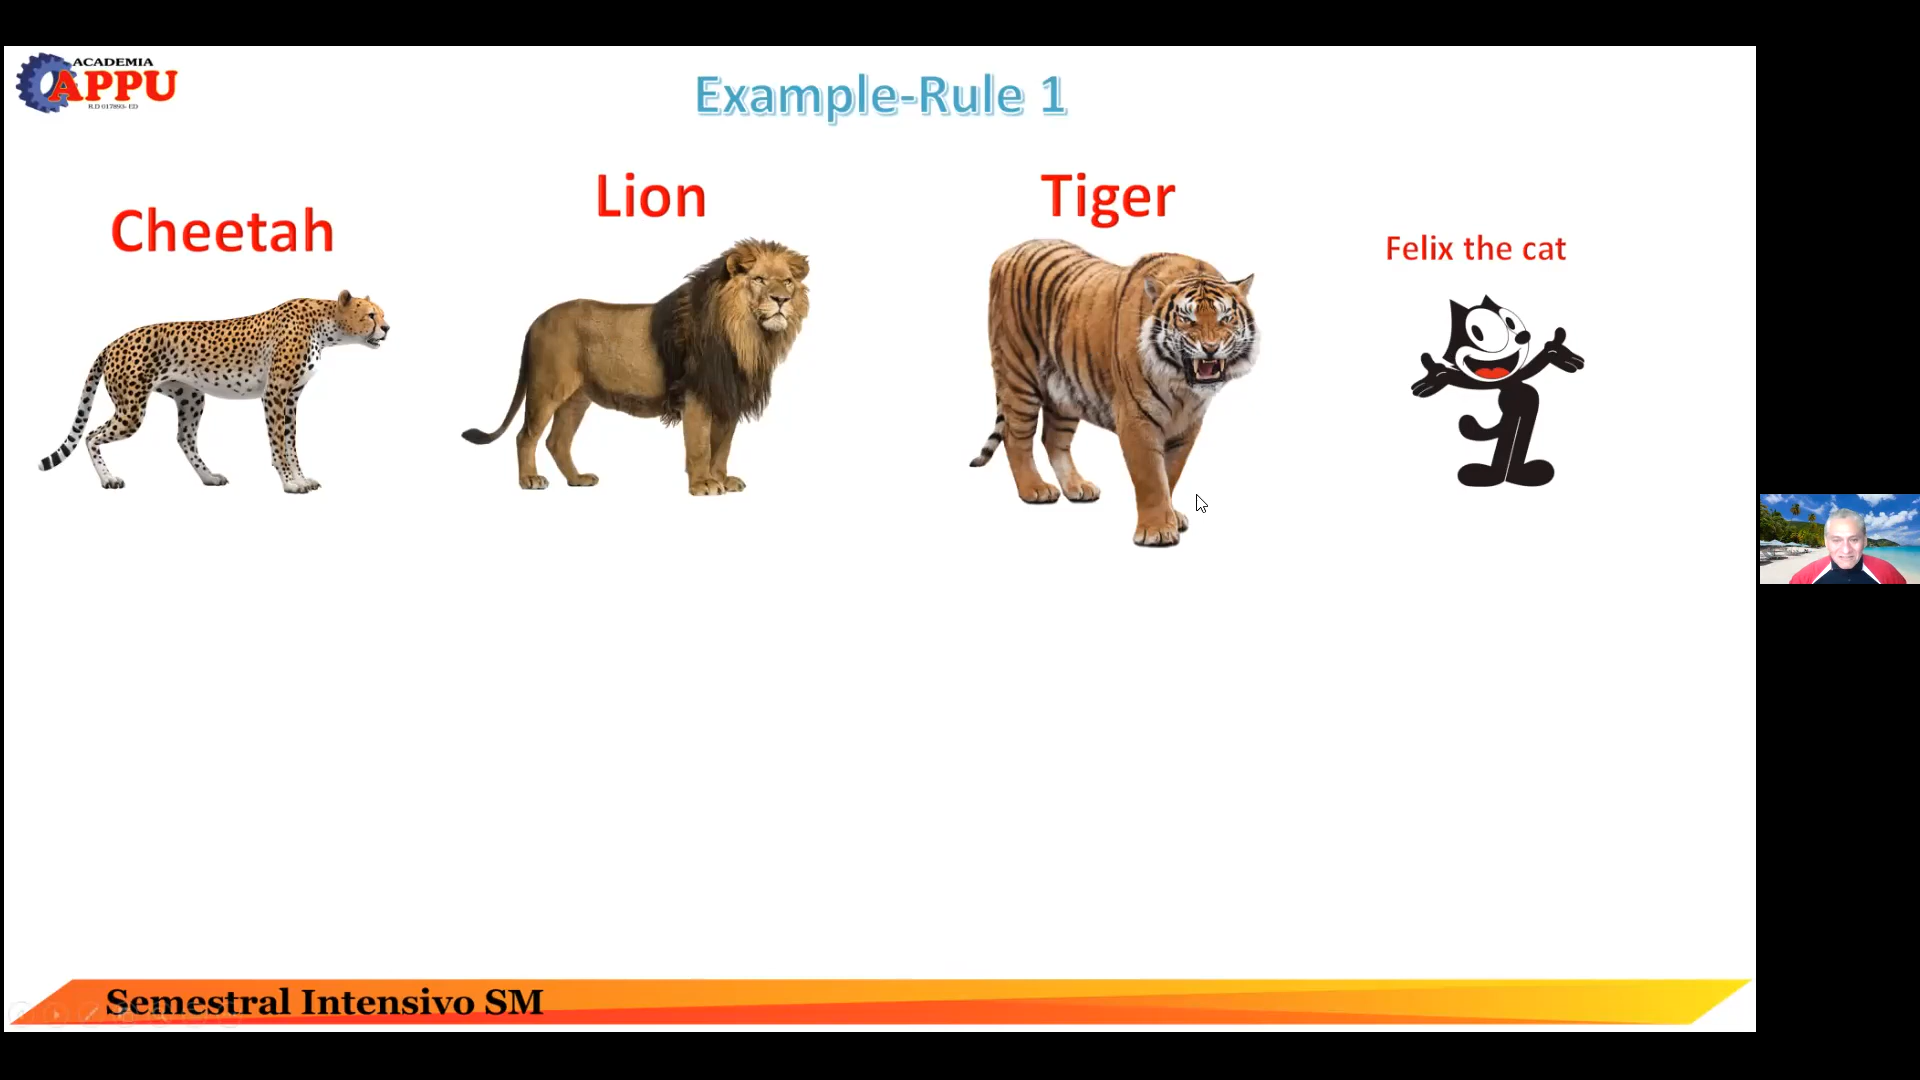 ACADEMIA
APPU
Example-Rule 1
Cheetah
Lion
Tiger
Felix the cat
Semestral Intensivo SM